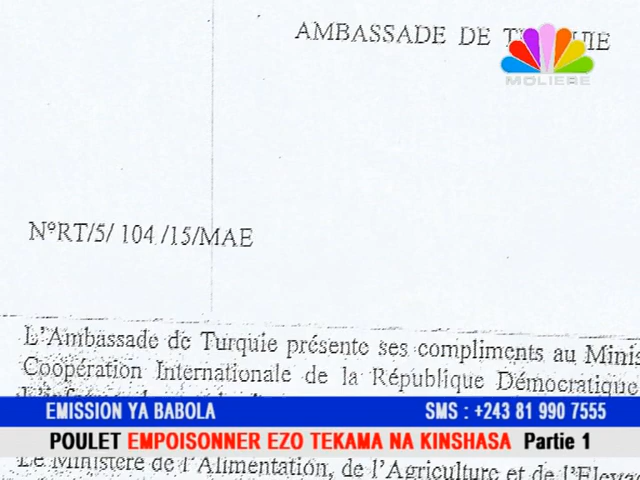 AMBASSADE DE
MOLIERE
N°RT/5/ 104 /15/MAE
L'Ambassade de Turquie présente ses compliments au Minis
Coopération Internationale de la République Démocratique
EMISSION YA BABOLA SMS : +243 81 990 7555
POULET EMPOISONNER EZO TEKAMA NA KINSHASA Partie 1
Le Ministère de l'Alimentation, de l'Agriculture et de l'Eleva